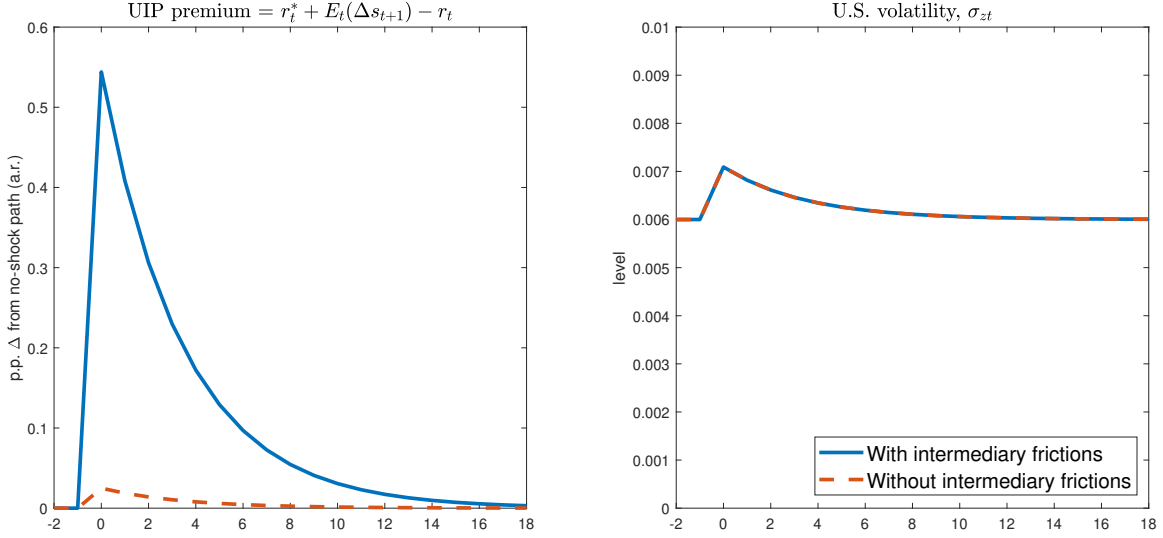 UIP premium = r*_t + E_t(Δs_{t+1}) − r_t
p.p. Δ from no-shock path (a.r.)
0.6
0.5
0.4
0.3
0.2
0.1
0
-2 0 2 4 6 8 10 12 14 16 18
U.S. volatility, σ_{zt}
level
0.01
0.009
0.008
0.007
0.006
0.005
0.004
0.003
0.002
0.001
0
With intermediary frictions
Without intermediary frictions
-2 0 2 4 6 8 10 12 14 16 18